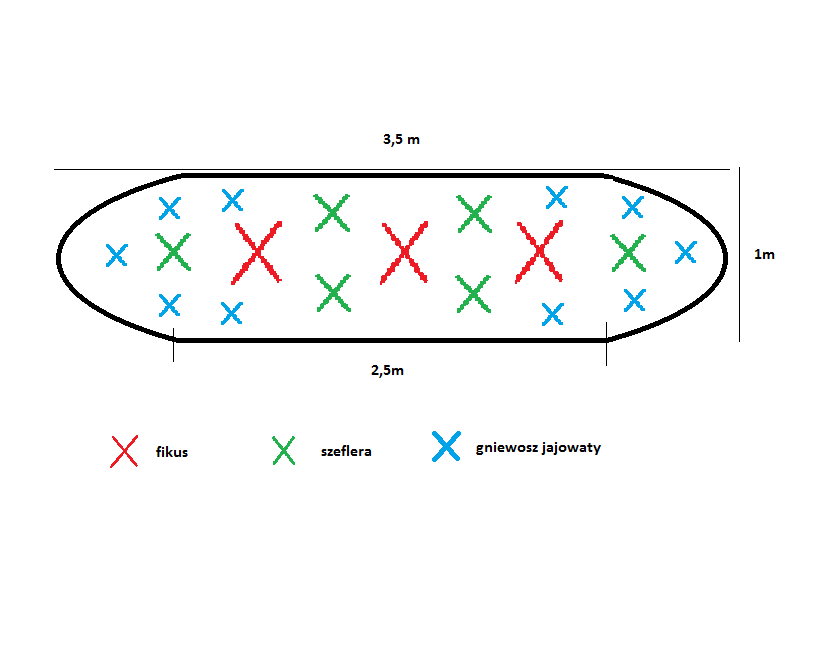 3,5 m
1m
2,5m
fikus
szeflera
gniewosz jajowaty